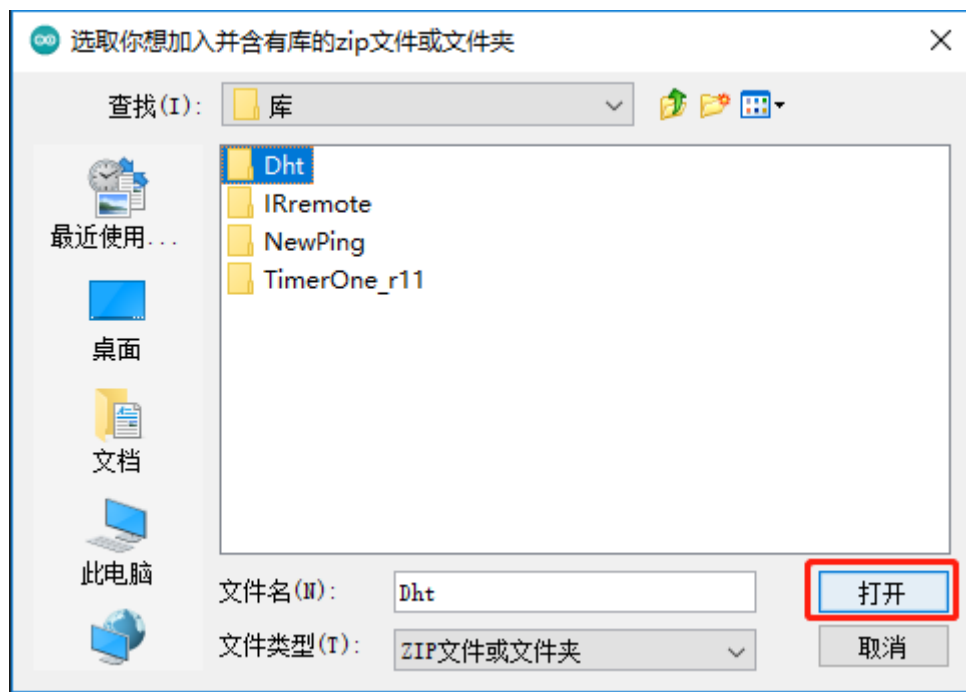 选取你想加入并含有库的zip文件或文件夹
查找(I):
库
Dht
IRremote
NewPing
TimerOne_r11
最近使用...
桌面
文档
此电脑
文件名(N):
Dht
打开
文件类型(T):
ZIP文件或文件夹
取消